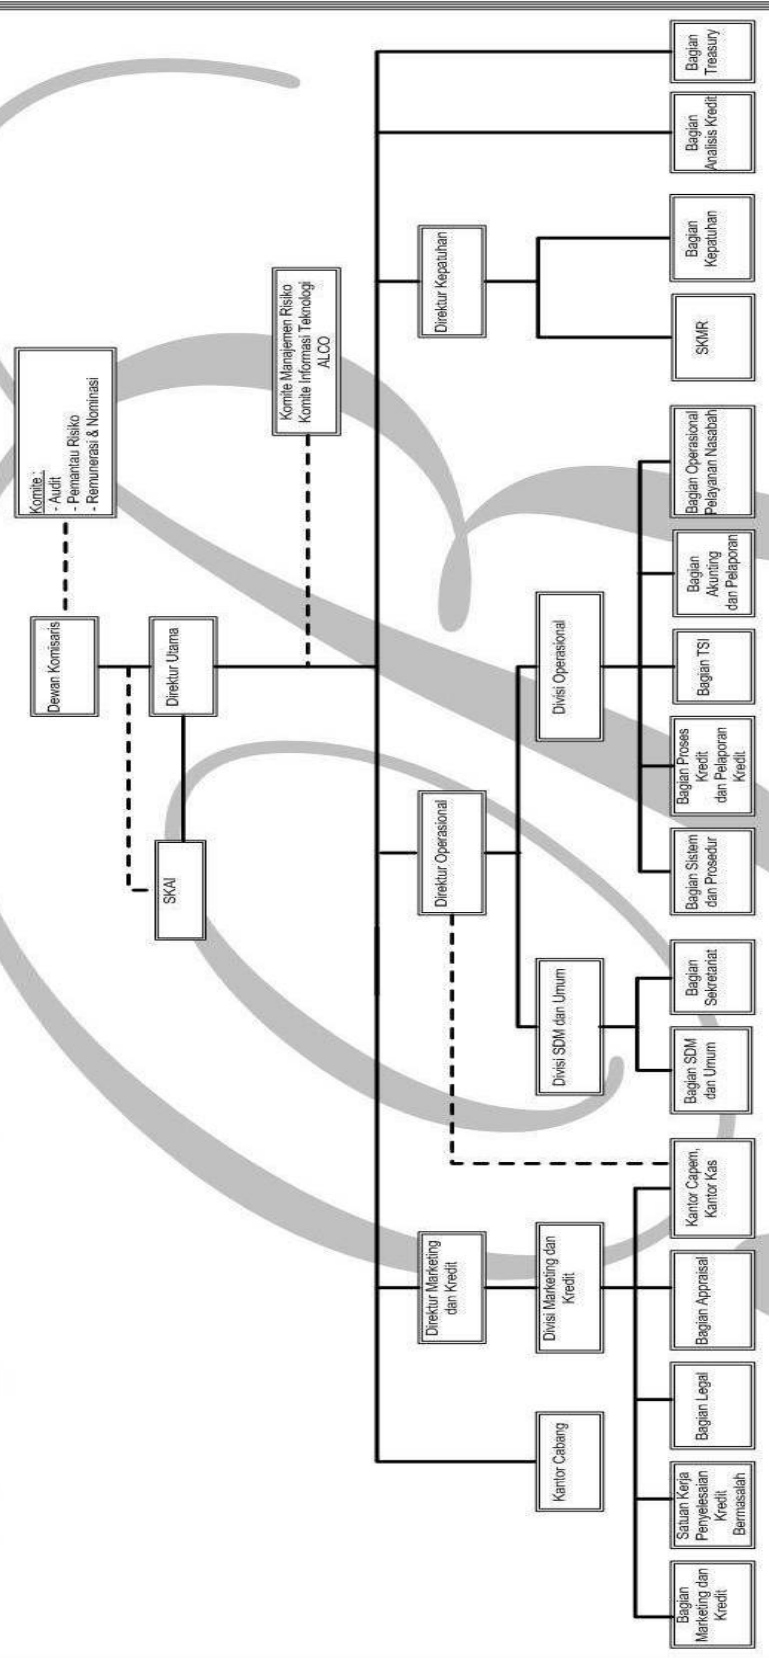 Komite :
- Audit
- Pemantau Risiko
- Remunerasi & Nominasi
Dewan Komisaris
Direktur Utama
SKAI
Komite Manajemen Risiko
Komite Informasi Teknologi
ALCO
Direktur Marketing
dan Kredit
Direktur Operasional
Direktur Kepatuhan
Kantor Cabang
Divisi Marketing dan
Kredit
Divisi SDM dan Umum
Divisi Operasional
Bagian
Marketing dan
Kredit
Satuan Kerja
Penyelesaian
Kredit
Bermasalah
Bagian Legal
Bagian Appraisal
Kantor Capem,
Kantor Kas
Bagian SDM
dan Umum
Bagian
Sekretariat
Bagian Sistem
dan Prosedur
Bagian Proses
Kredit
dan Pelaporan
Kredit
Bagian TSI
Bagian
Akunting
dan Pelaporan
Bagian Operasional
Pelayanan Nasabah
SKMR
Bagian
Kepatuhan
Bagian
Analisis Kredit
Bagian
Treasury